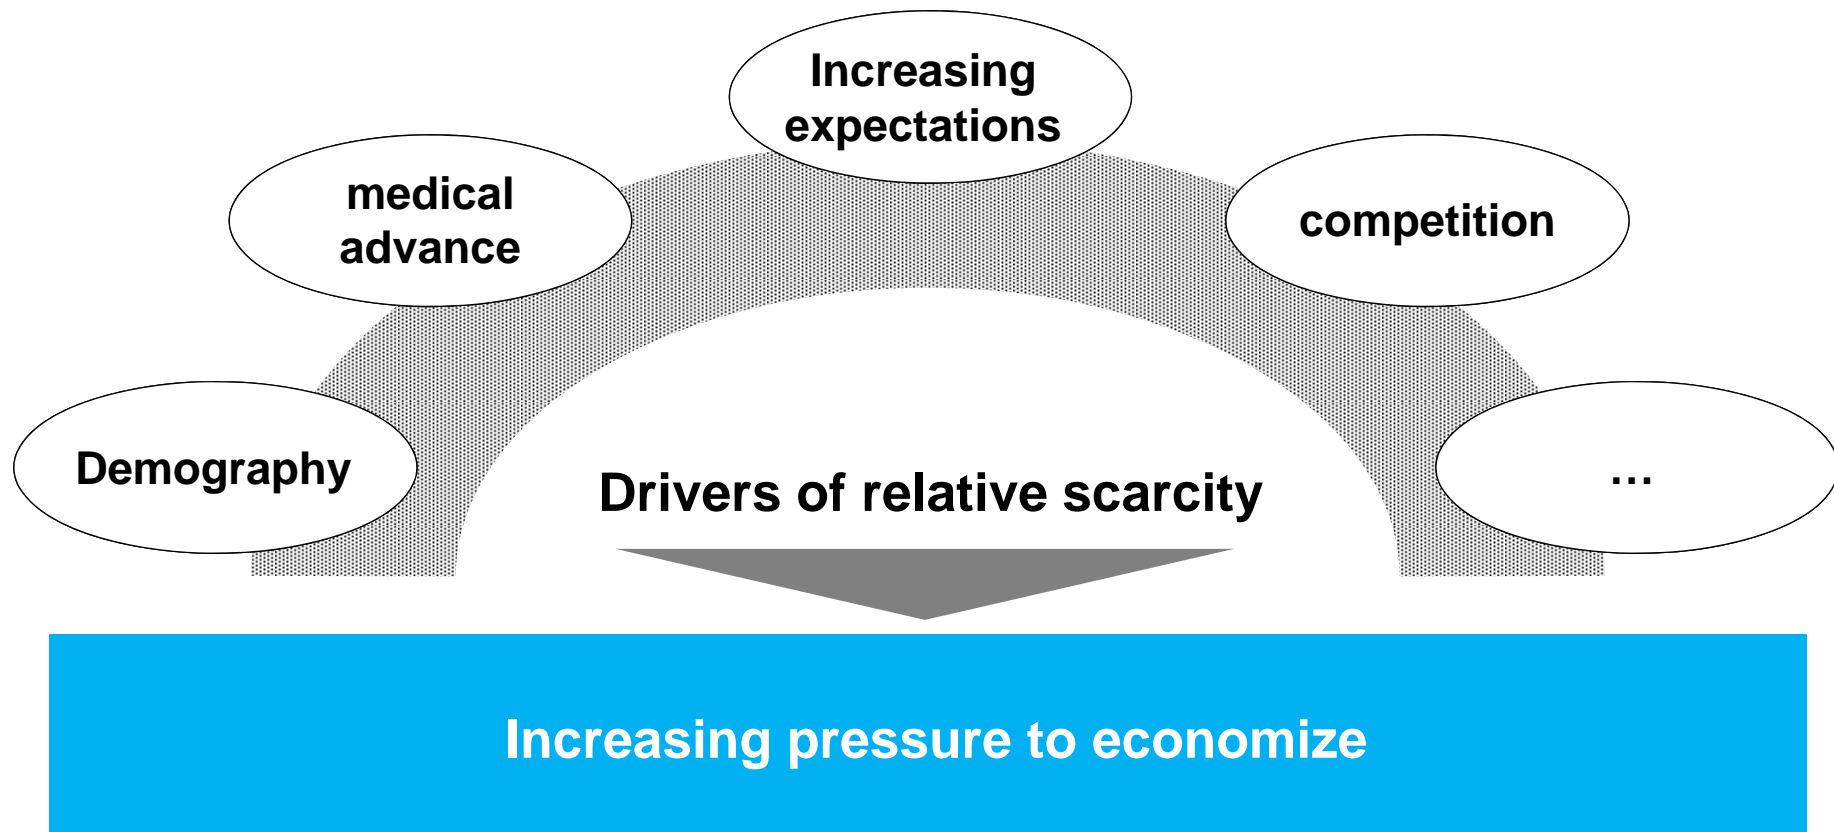 Increasing
expectations
medical
advance
competition
Demography
...
Drivers of relative scarcity
Increasing pressure to economize